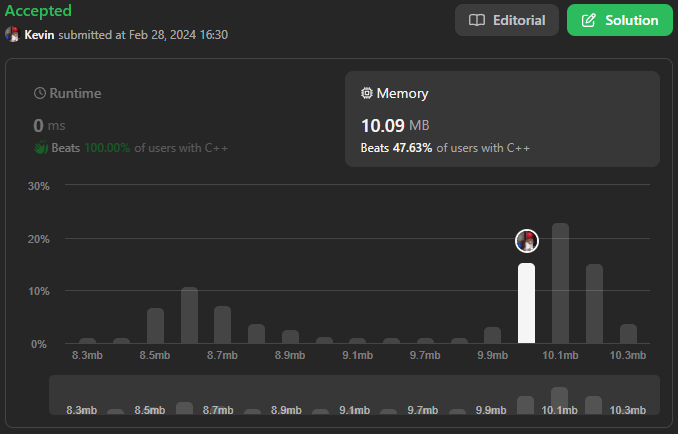 Accepted
Editorial
Solution
Kevin submitted at Feb 28, 2024 16:30
Runtime
0 ms
Beats 100.00% of users with C++
Memory
10.09 MB
Beats 47.63% of users with C++
30%
20%
10%
0%
8.3mb 8.5mb 8.7mb 8.9mb 9.1mb 9.7mb 9.9mb 10.1mb 10.3mb
8.3mb 8.5mb 8.7mb 8.9mb 9.1mb 9.7mb 9.9mb 10.1mb 10.3mb